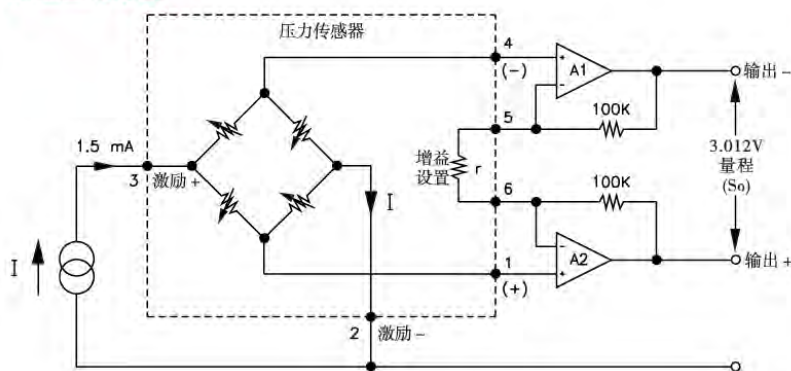 压力传感器
4
(-)
A1
输出 -
5
100K
1.5 mA
增益
设置
r
3.012V
量程
(So)
3
激励 +
I
6
100K
I
A2
1
(+)
输出 +
2
激励 -